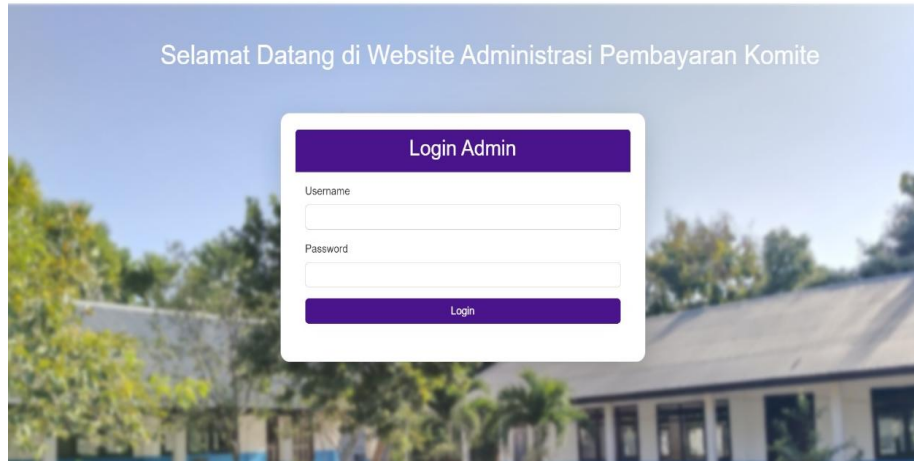 Selamat Datang di Website Administrasi Pembayaran Komite
Login Admin
Username
Password
Login